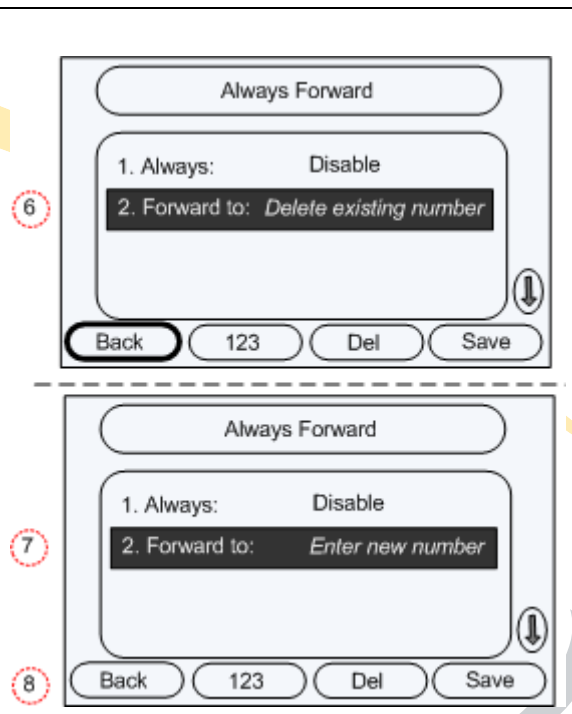 Always Forward
1. Always: Disable
6 2. Forward to: Delete existing number
Back 123 Del Save
Always Forward
1. Always: Disable
7 2. Forward to: Enter new number
8 Back 123 Del Save